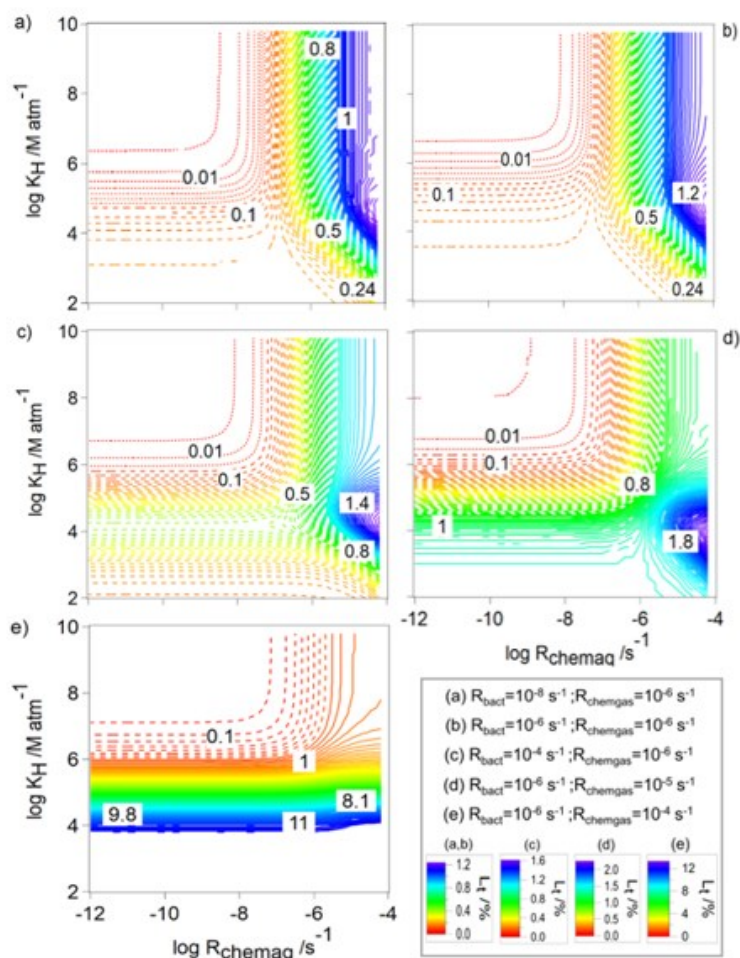 a)
b)
log K_H /M atm⁻¹
10
8
6
4
2
0.8
1
0.01
0.1
0.5
0.24
0.01
0.1
1.2
0.5
0.24
c)
d)
log K_H /M atm⁻¹
10
8
6
4
2
0.01
0.1
0.5
1.4
0.8
0.01
0.1
0.8
1
1.8
-12 -10 -8 -6 -4
log R_chemaq /s⁻¹
e)
log K_H /M atm⁻¹
10
8
6
4
2
0.1
1
9.8
11
8.1
-12 -10 -8 -6 -4
log R_chemaq /s⁻¹
(a) R_bact=10⁻⁸ s⁻¹ ;R_chemgas=10⁻⁶ s⁻¹
(b) R_bact=10⁻⁶ s⁻¹ ;R_chemgas=10⁻⁶ s⁻¹
(c) R_bact=10⁻⁴ s⁻¹ ;R_chemgas=10⁻⁶ s⁻¹
(d) R_bact=10⁻⁶ s⁻¹ ;R_chemgas=10⁻⁵ s⁻¹
(e) R_bact=10⁻⁶ s⁻¹ ;R_chemgas=10⁻⁴ s⁻¹
(a,b) (c) (d) (e)
1.2
0.8
0.4
0.0
L_t /%
1.6
1.2
0.8
0.4
0.0
L_t /%
2.0
1.5
1.0
0.0
L_t /%
12
8
4
0
L_t /%